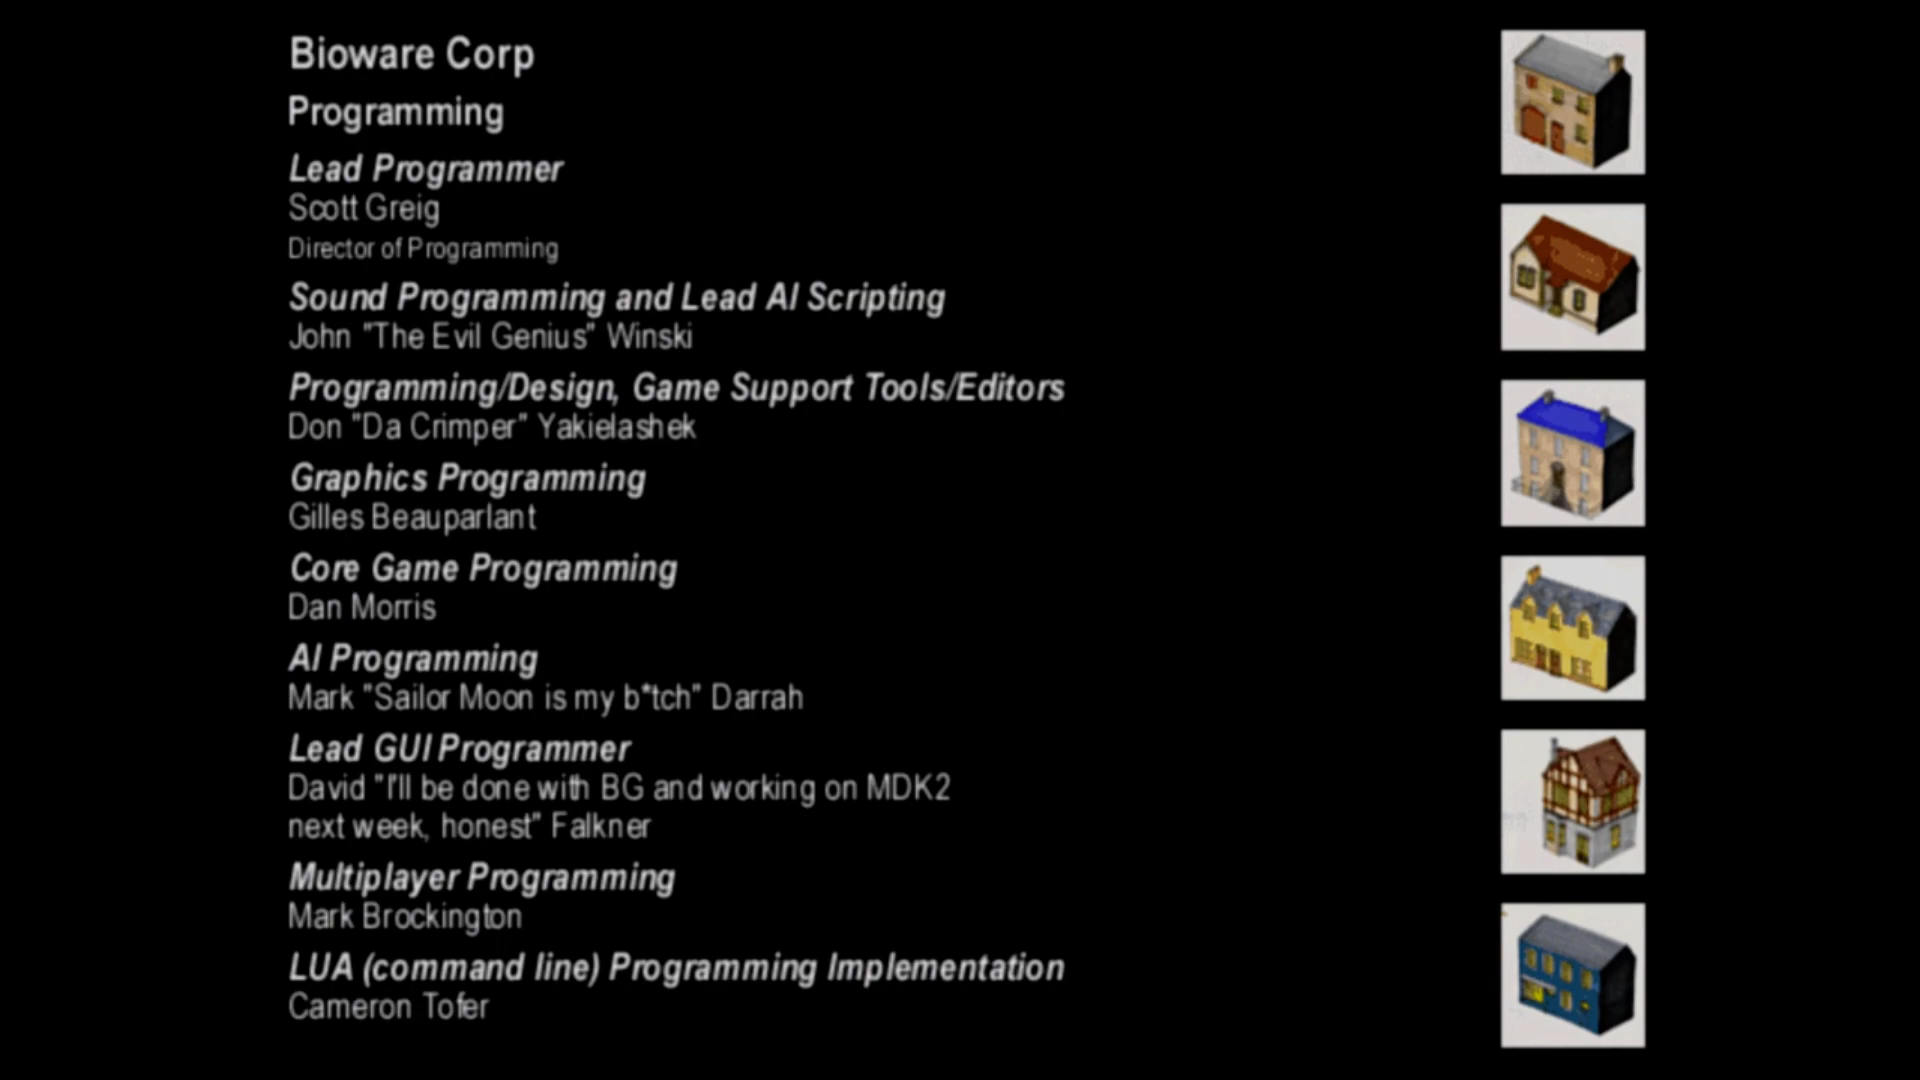 Bioware Corp
Programming
Lead Programmer
Scott Greig
Director of Programming
Sound Programming and Lead AI Scripting
John "The Evil Genius" Winski
Programming/Design, Game Support Tools/Editors
Don "Da Crimper" Yakielashek
Graphics Programming
Gilles Beauparlant
Core Game Programming
Dan Morris
AI Programming
Mark "Sailor Moon is my b*tch" Darrah
Lead GUI Programmer
David "I'll be done with BG and working on MDK2
next week, honest" Falkner
Multiplayer Programming
Mark Brockington
LUA (command line) Programming Implementation
Cameron Tofer